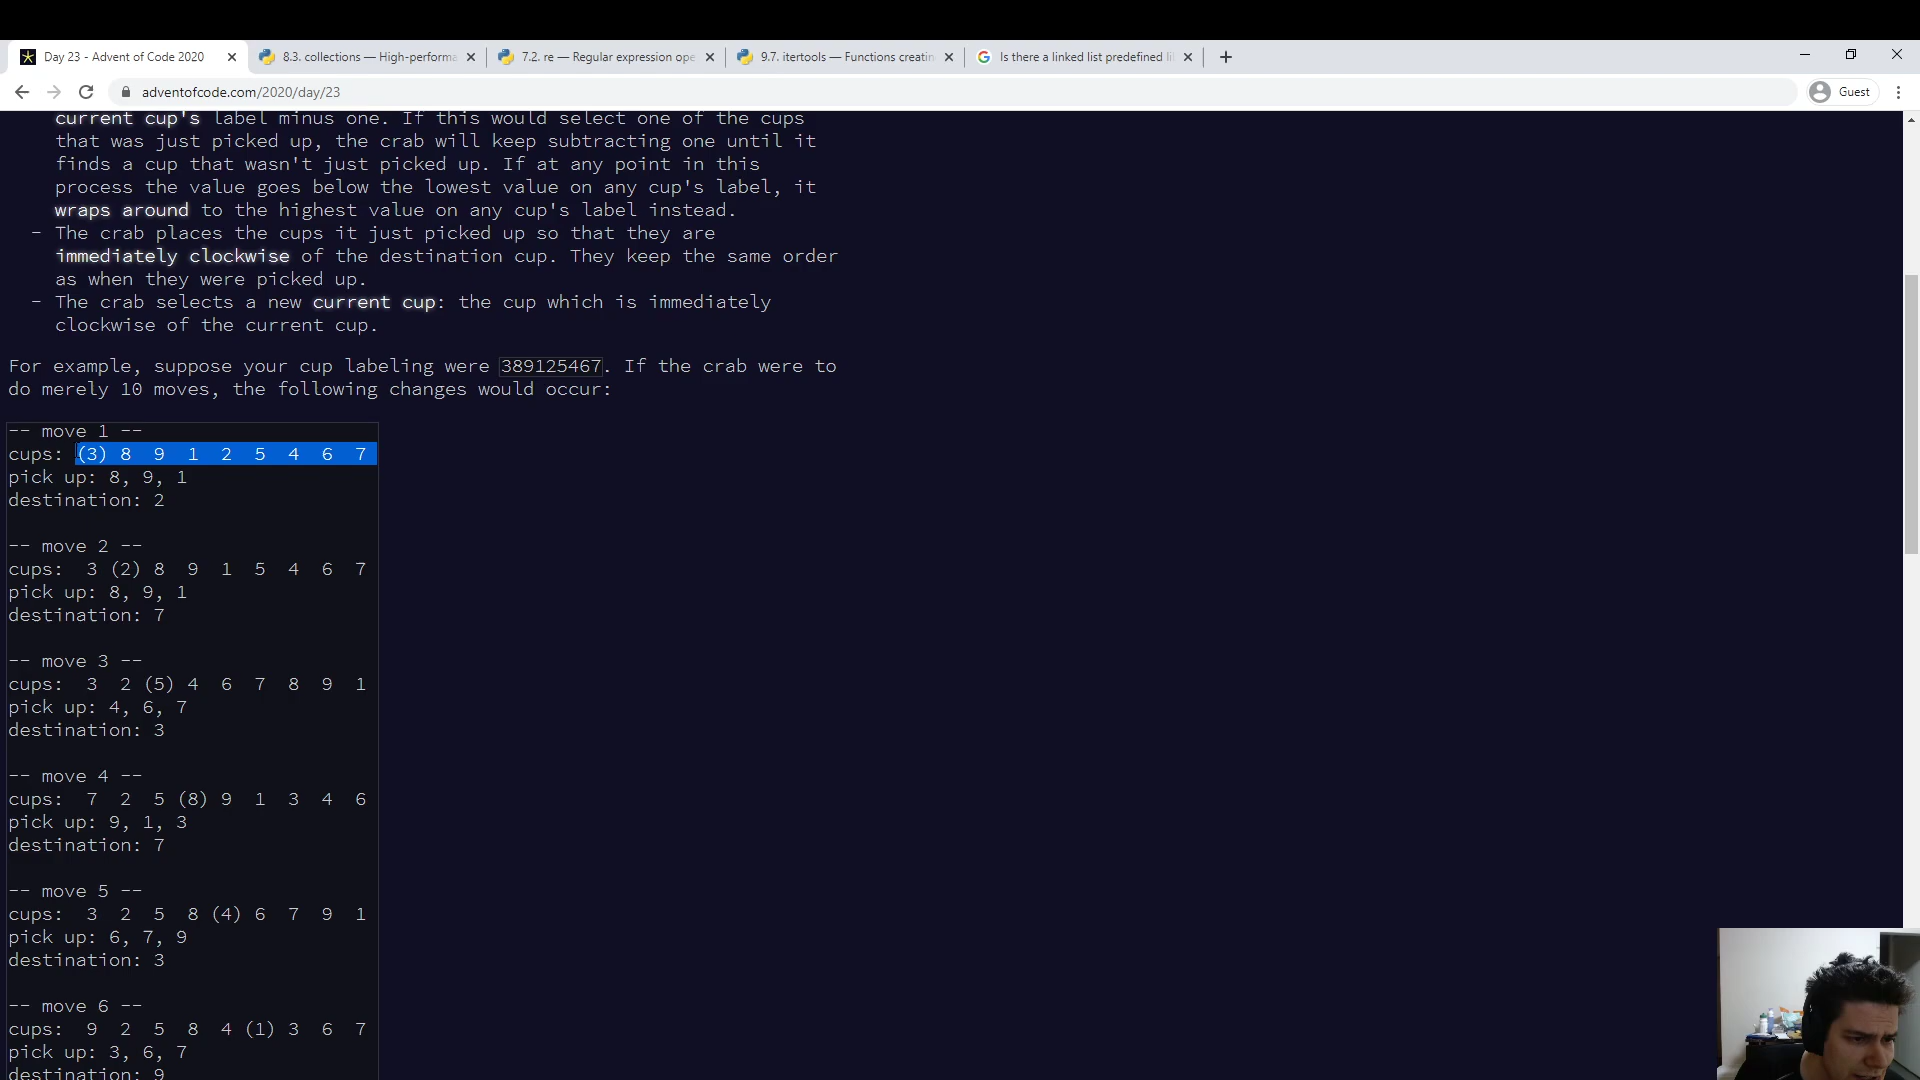 Day 23 - Advent of Code 2020
8.3. collections — High-performa
7.2. re — Regular expression ope
9.7. itertools — Functions creatin
Is there a linked list predefined li
adventofcode.com/2020/day/23
Guest
current cup's label minus one. If this would select one of the cups
that was just picked up, the crab will keep subtracting one until it
finds a cup that wasn't just picked up. If at any point in this
process the value goes below the lowest value on any cup's label, it
wraps around to the highest value on any cup's label instead.
- The crab places the cups it just picked up so that they are
immediately clockwise of the destination cup. They keep the same order
as when they were picked up.
- The crab selects a new current cup: the cup which is immediately
clockwise of the current cup.
For example, suppose your cup labeling were 389125467. If the crab were to
do merely 10 moves, the following changes would occur:
-- move 1 --
cups: (3) 8 9 1 2 5 4 6 7
pick up: 8, 9, 1
destination: 2
-- move 2 --
cups: 3 (2) 8 9 1 5 4 6 7
pick up: 8, 9, 1
destination: 7
-- move 3 --
cups: 3 2 (5) 4 6 7 8 9 1
pick up: 4, 6, 7
destination: 3
-- move 4 --
cups: 7 2 5 (8) 9 1 3 4 6
pick up: 9, 1, 3
destination: 7
-- move 5 --
cups: 3 2 5 8 (4) 6 7 9 1
pick up: 6, 7, 9
destination: 3
-- move 6 --
cups: 9 2 5 8 4 (1) 3 6 7
pick up: 3, 6, 7
destination: 9